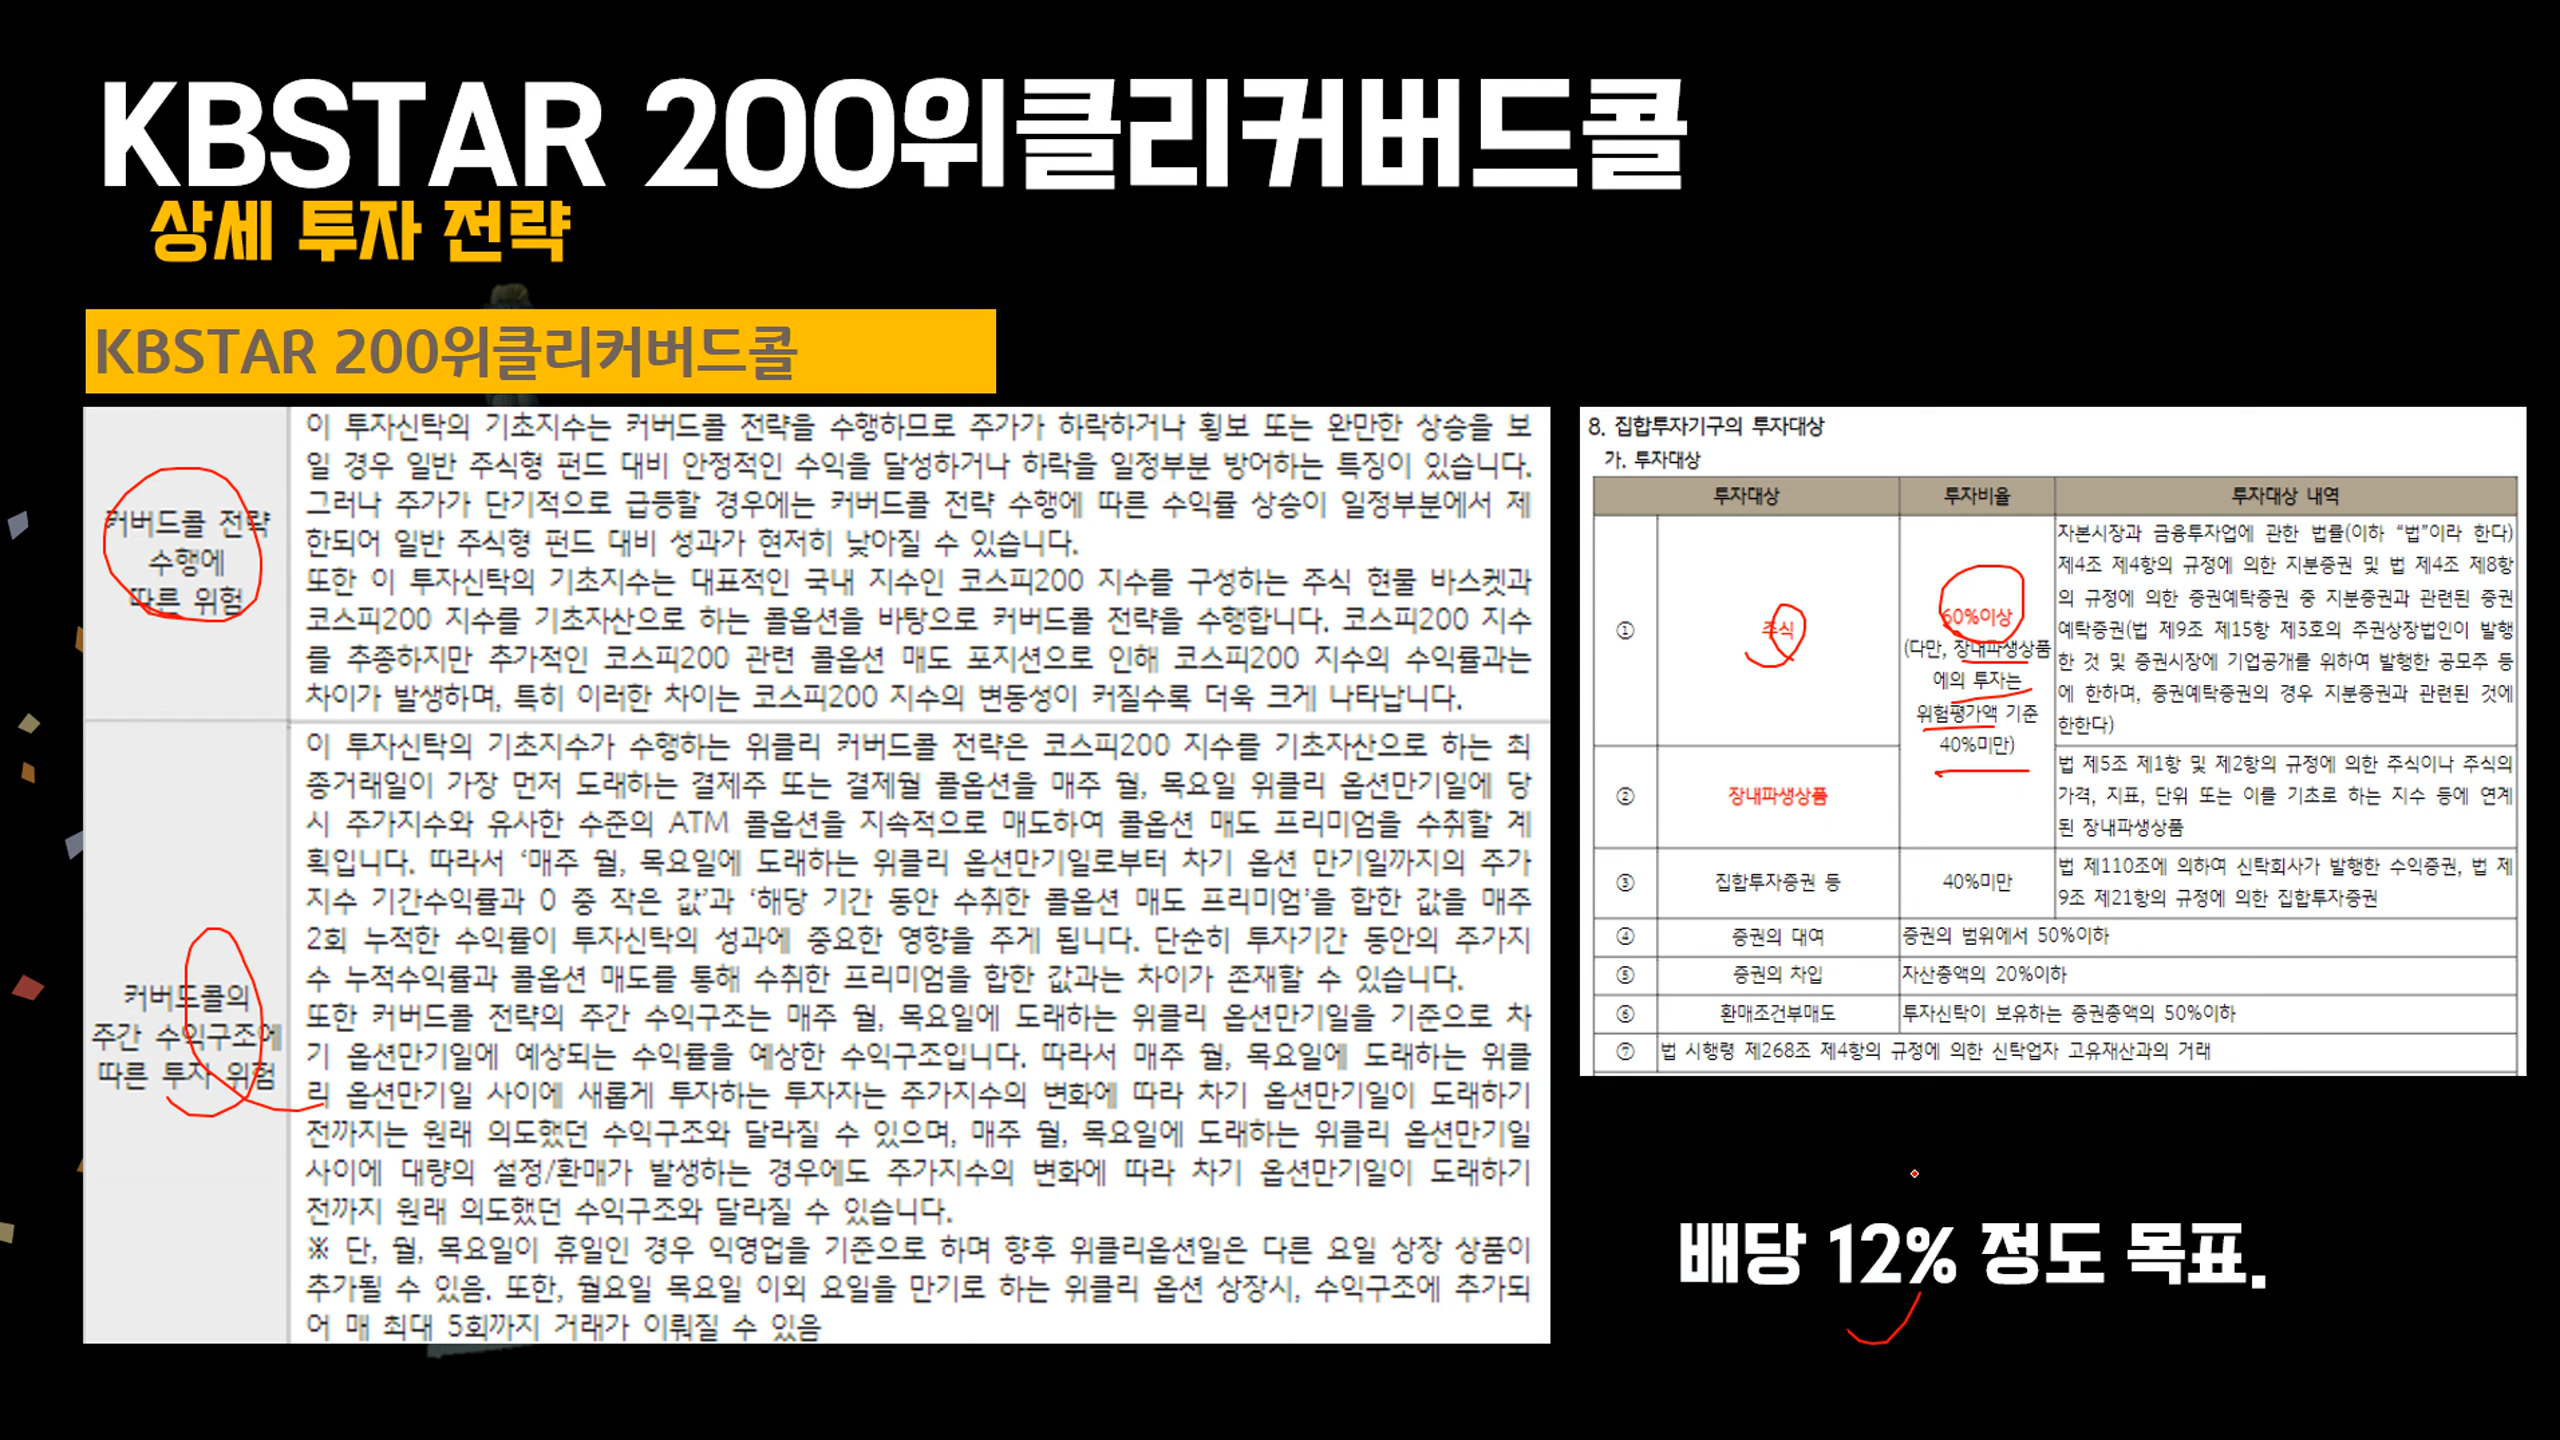 KBSTAR 200위클리커버드콜
상세 투자 전략
KBSTAR 200위클리커버드콜
커버드콜 전략
수행에
따른 위험
이 투자신탁의 기초지수는 커버드콜 전략을 수행하므로 주가가 하락하거나 횡보 또는 완만한 상승을 보
일 경우 일반 주식형 펀드 대비 안정적인 수익을 달성하거나 하락을 일정부분 방어하는 특징이 있습니다.
그러나 주가가 단기적으로 급등할 경우에는 커버드콜 전략 수행에 따른 수익률 상승이 일정부분에서 제
한되어 일반 주식형 펀드 대비 성과가 현저히 낮아질 수 있습니다.
또한 이 투자신탁의 기초지수는 대표적인 국내 지수인 코스피200 지수를 구성하는 주식 현물 바스켓과
코스피200 지수를 기초자산으로 하는 콜옵션을 바탕으로 커버드콜 전략을 수행합니다. 코스피200 지수
를 추종하지만 추가적인 코스피200 관련 콜옵션 매도 포지션으로 인해 코스피200 지수의 수익률과는
차이가 발생하며, 특히 이러한 차이는 코스피200 지수의 변동성이 커질수록 더욱 크게 나타납니다.
커버드콜의
주간 수익구조에
따른 투자 위험
이 투자신탁의 기초지수가 수행하는 위클리 커버드콜 전략은 코스피200 지수를 기초자산으로 하는 최
종거래일이 가장 먼저 도래하는 결제주 또는 결제월 콜옵션을 매주 월, 목요일 위클리 옵션만기일에 당
시 주가지수와 유사한 수준의 ATM 콜옵션을 지속적으로 매도하여 콜옵션 매도 프리미엄을 수취할 계
획입니다. 따라서 '매주 월, 목요일에 도래하는 위클리 옵션만기일로부터 차기 옵션 만기일까지의 주가
지수 기간수익률과 0 중 작은 값'과 '해당 기간 동안 수취한 콜옵션 매도 프리미엄'을 합한 값을 매주
2회 누적한 수익률이 투자신탁의 성과에 중요한 영향을 주게 됩니다. 단순히 투자기간 동안의 주가지
수 누적수익률과 콜옵션 매도를 통해 수취한 프리미엄을 합한 값과는 차이가 존재할 수 있습니다.
또한 커버드콜 전략의 주간 수익구조는 매주 월, 목요일에 도래하는 위클리 옵션만기일을 기준으로 차
기 옵션만기일에 예상되는 수익률을 예상한 수익구조입니다. 따라서 매주 월, 목요일에 도래하는 위클
리 옵션만기일 사이에 새롭게 투자하는 투자자는 주가지수의 변화에 따라 차기 옵션만기일이 도래하기
전까지는 원래 의도했던 수익구조와 달라질 수 있으며, 매주 월, 목요일에 도래하는 위클리 옵션만기일
사이에 대량의 설정/환매가 발생하는 경우에도 주가지수의 변화에 따라 차기 옵션만기일이 도래하기
전까지 원래 의도했던 수익구조와 달라질 수 있습니다.
※ 단, 월, 목요일이 휴일인 경우 익영업을 기준으로 하며 향후 위클리옵션일은 다른 요일 상장 상품이
추가될 수 있음. 또한, 월요일 목요일 이외 요일을 만기로 하는 위클리 옵션 상장시, 수익구조에 추가되
어 매 최대 5회까지 거래가 이뤄질 수 있음
8. 집합투자기구의 투자대상
가. 투자대상
투자대상 투자비율 투자대상 내역
① 주식
60%이상
(다만, 장내파생상품
에의 투자는
위험평가액 기준
40%미만)
자본시장과 금융투자업에 관한 법률(이하 "법"이라 한다)
제4조 제4항의 규정에 의한 지분증권 및 법 제4조 제8항
의 규정에 의한 증권예탁증권 중 지분증권과 관련된 증권
예탁증권(법 제9조 제15항 제3호의 주권상장법인이 발행
한 것 및 증권시장에 기업공개를 위하여 발행한 공모주 등
에 한하며, 증권예탁증권의 경우 지분증권과 관련된 것에
한한다)
② 장내파생상품
법 제5조 제1항 및 제2항의 규정에 의한 주식이나 주식의
가격, 지표, 단위 또는 이를 기초로 하는 지수 등에 연계
된 장내파생상품
③ 집합투자증권 등 40%미만
법 제110조에 의하여 신탁회사가 발행한 수익증권, 법 제
9조 제21항의 규정에 의한 집합투자증권
④ 증권의 대여 증권의 범위에서 50%이하
⑤ 증권의 차입 자산총액의 20%이하
⑥ 환매조건부매도 투자신탁이 보유하는 증권총액의 50%이하
⑦ 법 시행령 제268조 제4항의 규정에 의한 신탁업자 고유재산과의 거래
배당 12% 정도 목표.